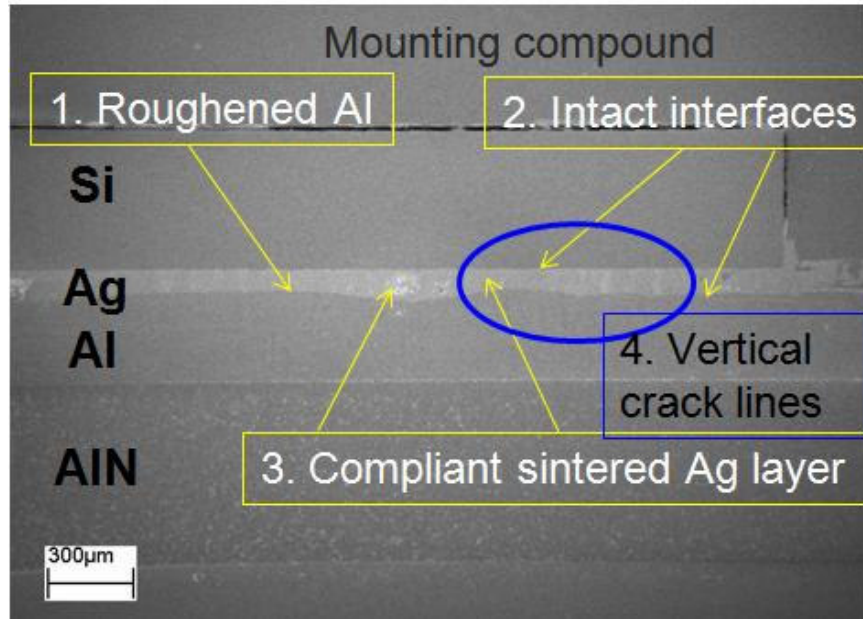 Mounting compound
1. Roughened Al
2. Intact interfaces
Si
Ag
Al
4. Vertical
crack lines
AlN
3. Compliant sintered Ag layer
300µm